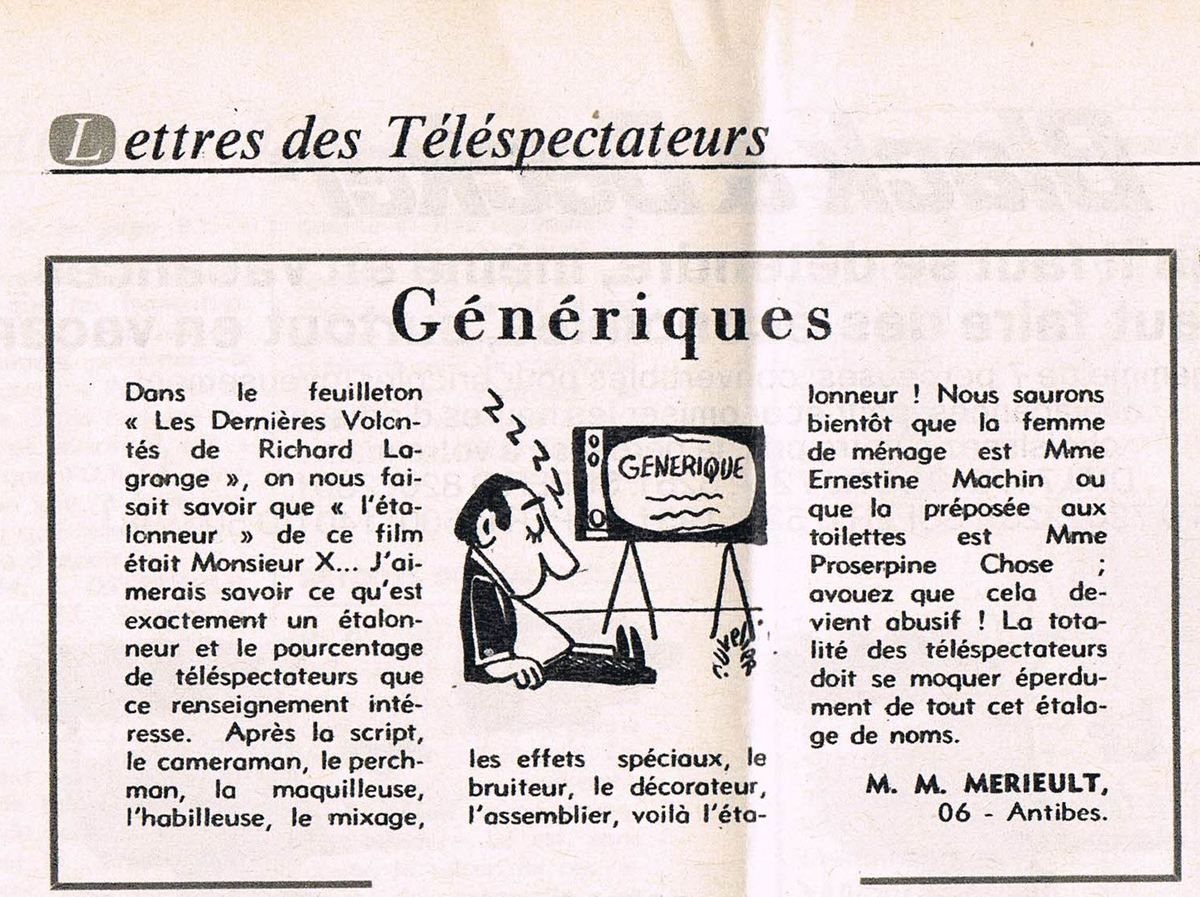 Lettres des Téléspectateurs
Génériques
Dans le feuilleton
« Les Dernières Volon-
tés de Richard La-
grange », on nous fai-
sait savoir que « l'éta-
lonneur » de ce film
était Monsieur X... J'ai-
merais savoir ce qu'est
exactement un étalon-
neur et le pourcentage
de téléspectateurs que
ce renseignement inté-
resse. Après la script,
le cameraman, le perch-
man, la maquilleuse,
l'habilleuse, le mixage,
zzzzzz
GENERIQUE
les effets spéciaux, le
bruiteur, le décorateur,
l'assemblier, voilà l'éta-
lonneur ! Nous saurons
bientôt que la femme
de ménage est Mme
Ernestine Machin ou
que la préposée aux
toilettes est Mme
Proserpine Chose ;
avouez que cela de-
vient abusif ! La tota-
lité des téléspectateurs
doit se moquer éperdu-
ment de tout cet étala-
ge de noms.
M. M. MERIEULT,
06 - Antibes.